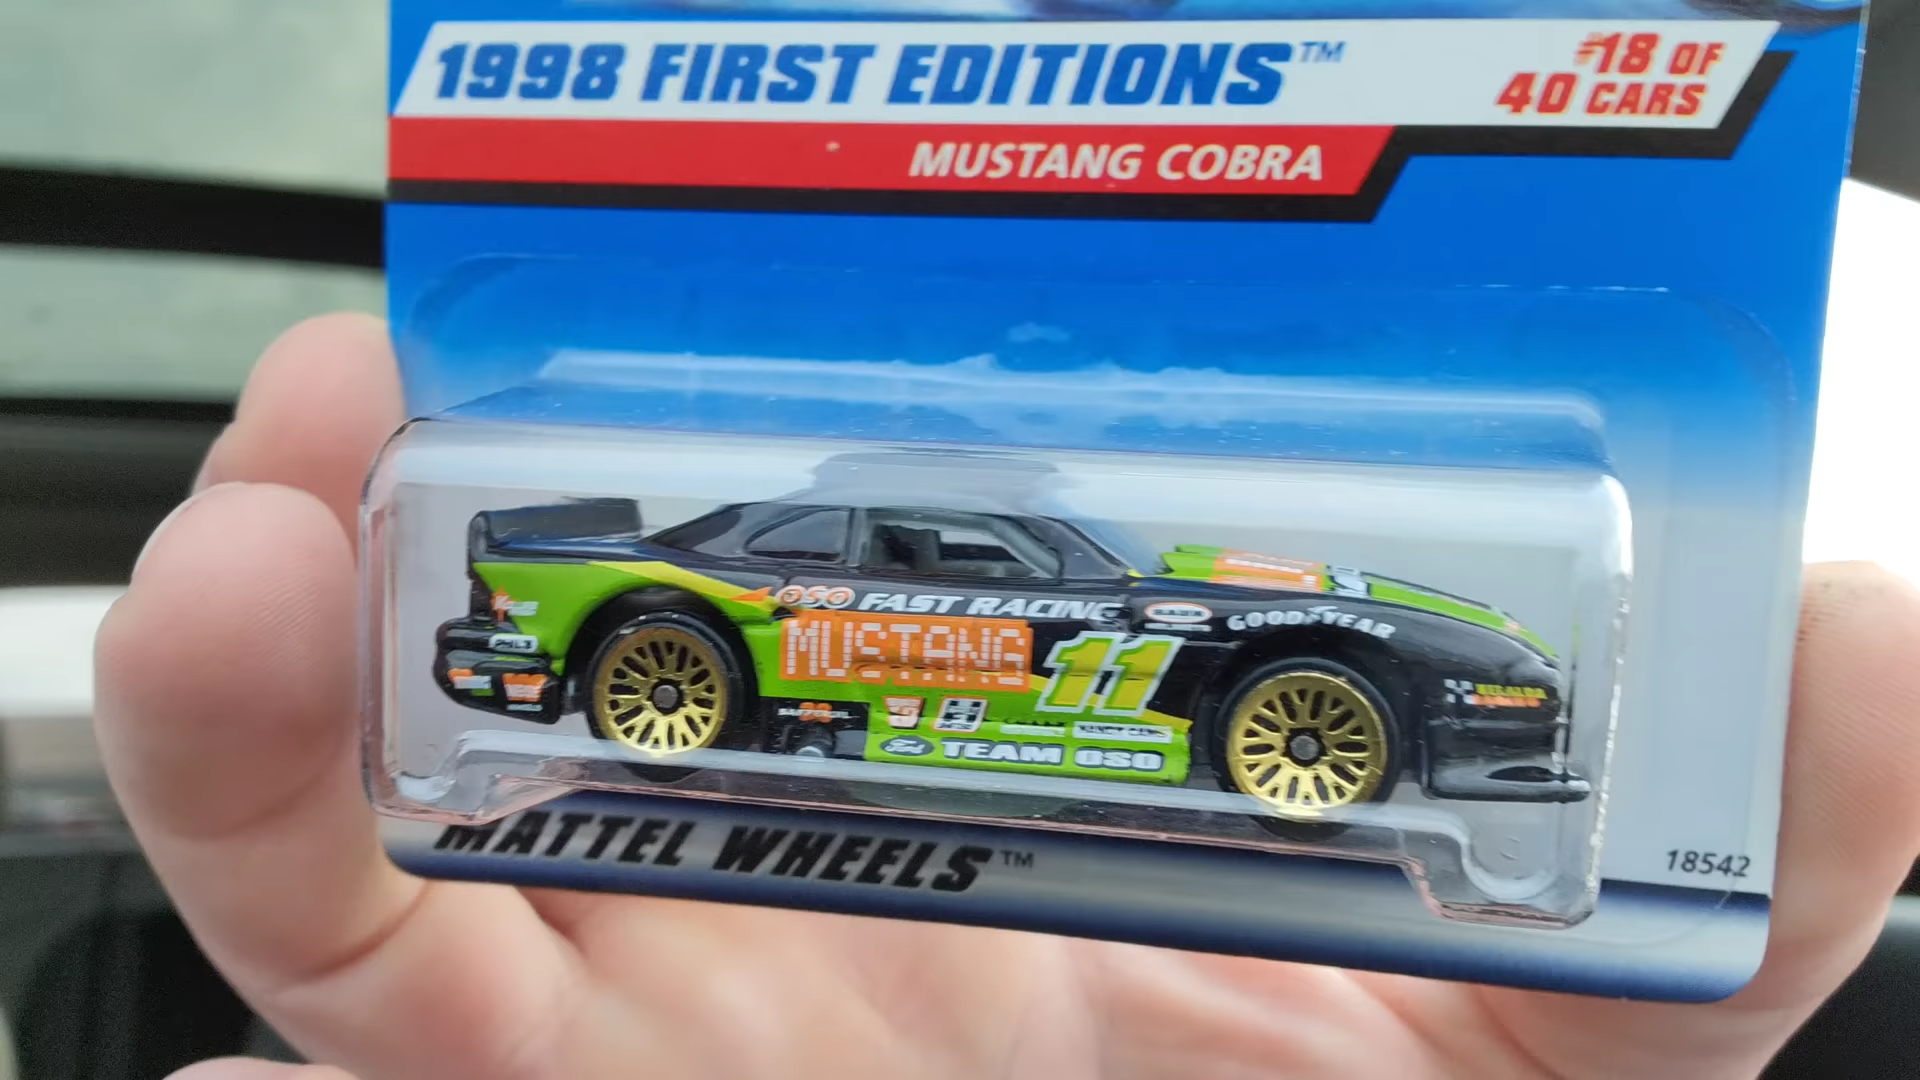 1998 FIRST EDITIONS™
#18 OF
40 CARS
MUSTANG COBRA
OSO FAST RACING
GOODYEAR
MUSTANG
11
Ford TEAM OSO
MATTEL WHEELS™
18542